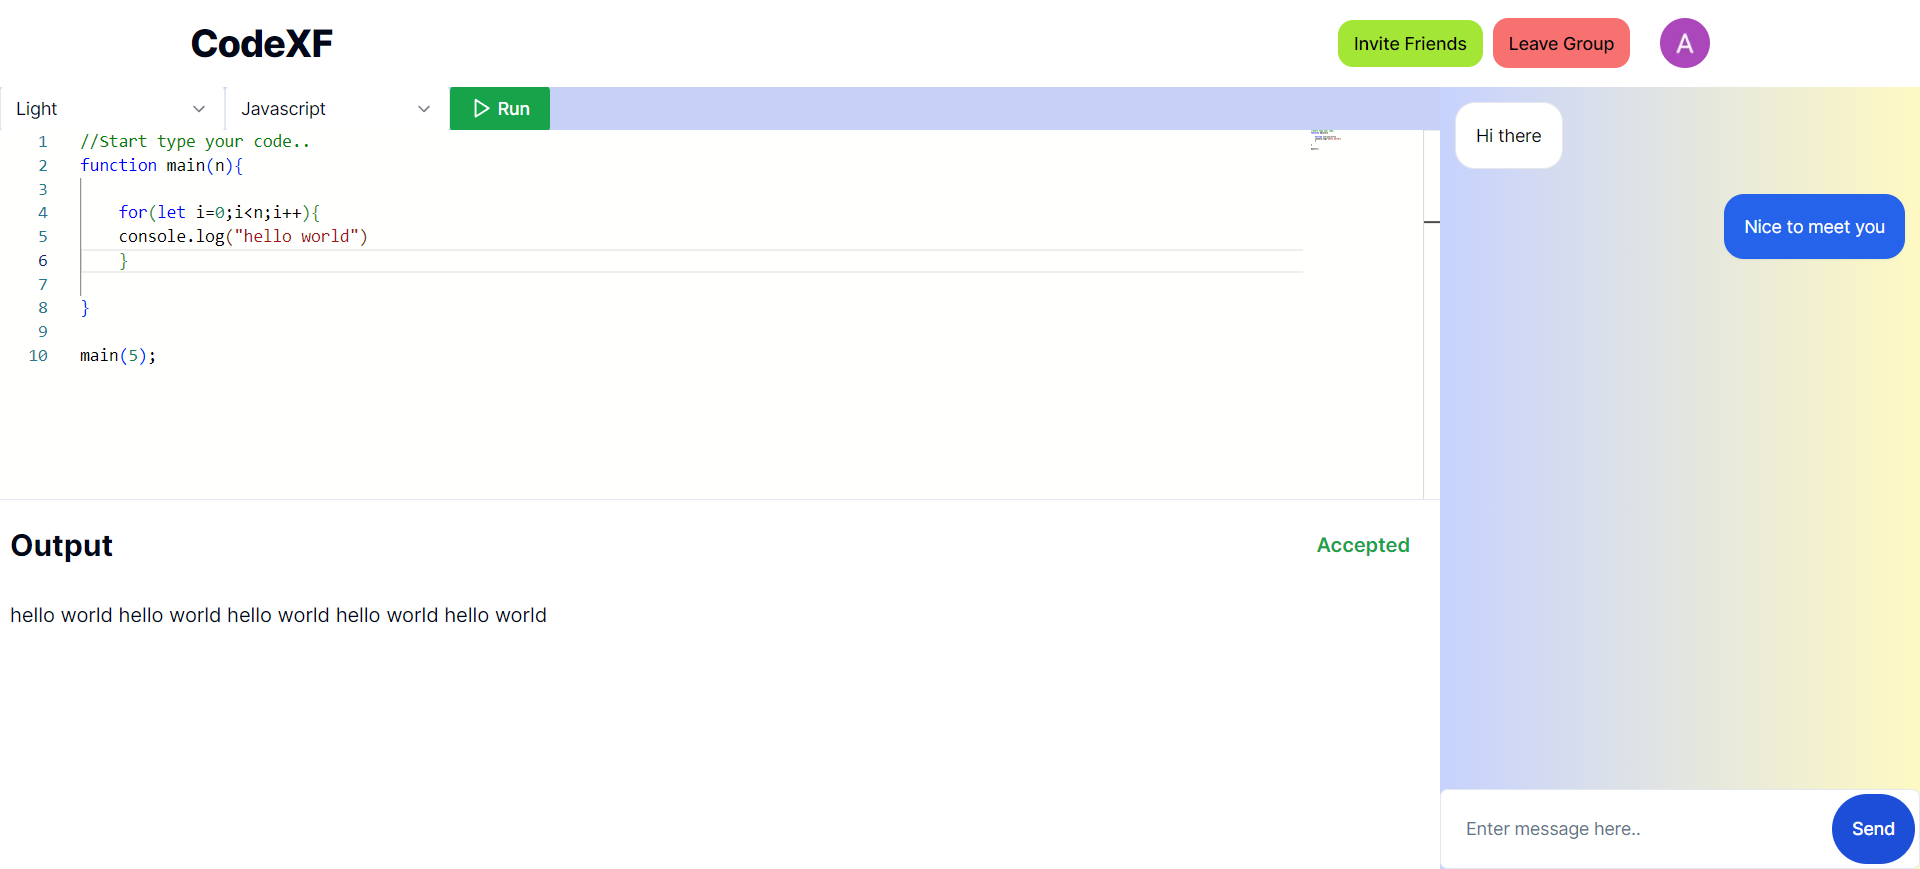 CodeXF
Invite Friends
Leave Group
A
Light
Javascript
Run
1 //Start type your code..
2 function main(n){
3
4 for(let i=0;i<n;i++){
5 console.log("hello world")
6 }
7
8 }
9
10 main(5);
Output
Accepted
hello world hello world hello world hello world hello world
Hi there
Nice to meet you
Enter message here..
Send